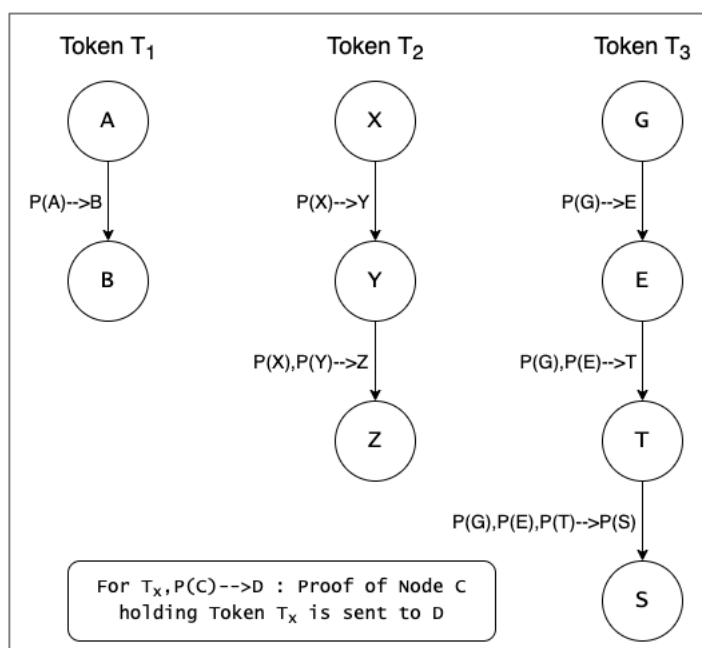 Token T₁ Token T₂ Token T₃
A X G
P(A)-->B P(X)-->Y P(G)-->E
B Y E
P(X),P(Y)-->Z P(G),P(E)-->T
Z T
P(G),P(E),P(T)-->P(S)
S
For Tₓ,P(C)-->D : Proof of Node C
holding Token Tₓ is sent to D